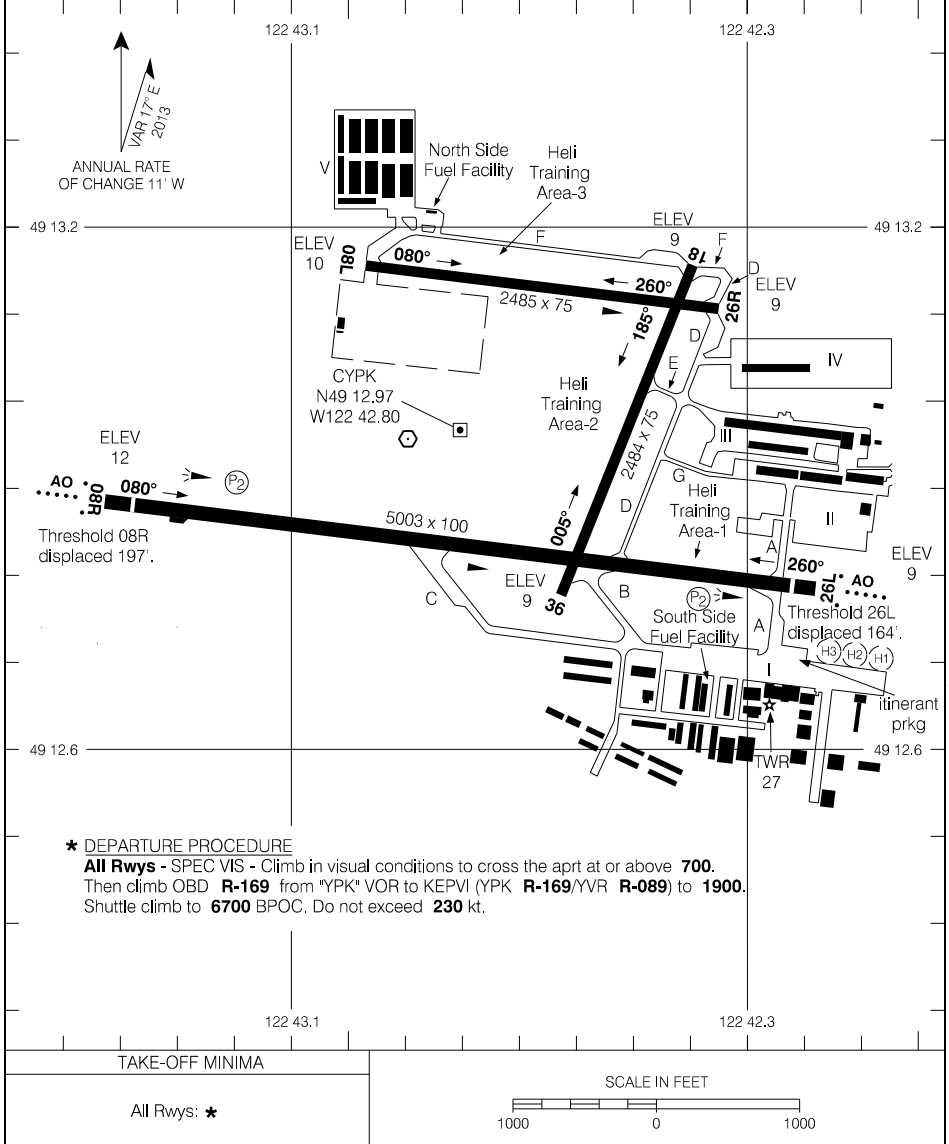 122 43.1
122 42.3
VAR 17° E
2013
ANNUAL RATE
OF CHANGE 11' W
V
North Side
Fuel Facility
Heli
Training
Area-3
49 13.2
49 13.2
ELEV
10
08L
080°
F
ELEV
9
18
F
D
260°
26R
ELEV
9
2485 x 75
185°
D
IV
E
CYPK
N49 12.97
W122 42.80
Heli
Training
Area-2
2484 x 75
III
ELEV
12
AO
08R
080°
P2
G
Heli
Training
Area-1
II
D
5003 x 100
005°
A
Threshold 08R
displaced 197'.
260°
26L
AO
ELEV
9
ELEV
9
36
C
B
P2
A
Threshold 26L
displaced 164'.
South Side
Fuel Facility
H3
H2
H1
I
itinerant
prkg
49 12.6
49 12.6
TWR
27
* DEPARTURE PROCEDURE
All Rwys - SPEC VIS - Climb in visual conditions to cross the aprt at or above 700.
Then climb OBD R-169 from "YPK" VOR to KEPVI (YPK R-169/YVR R-089) to 1900.
Shuttle climb to 6700 BPOC. Do not exceed 230 kt.
122 43.1
122 42.3
TAKE-OFF MINIMA
All Rwys: *
SCALE IN FEET
1000
0
1000